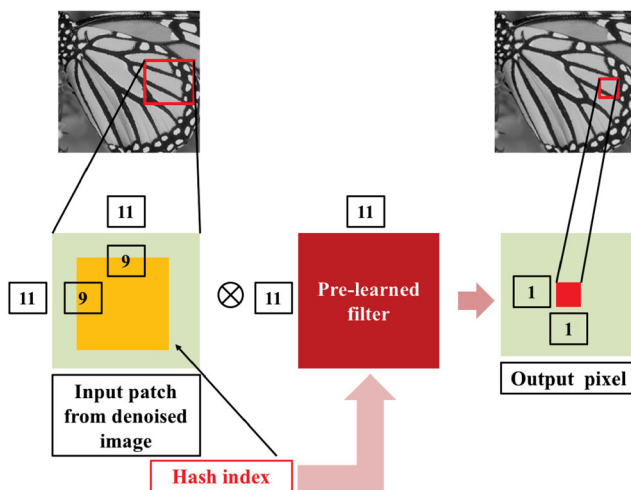 11
11
9
11
9
11
Pre-learned
filter
1
1
Input patch
from denoised
image
Output pixel
Hash index